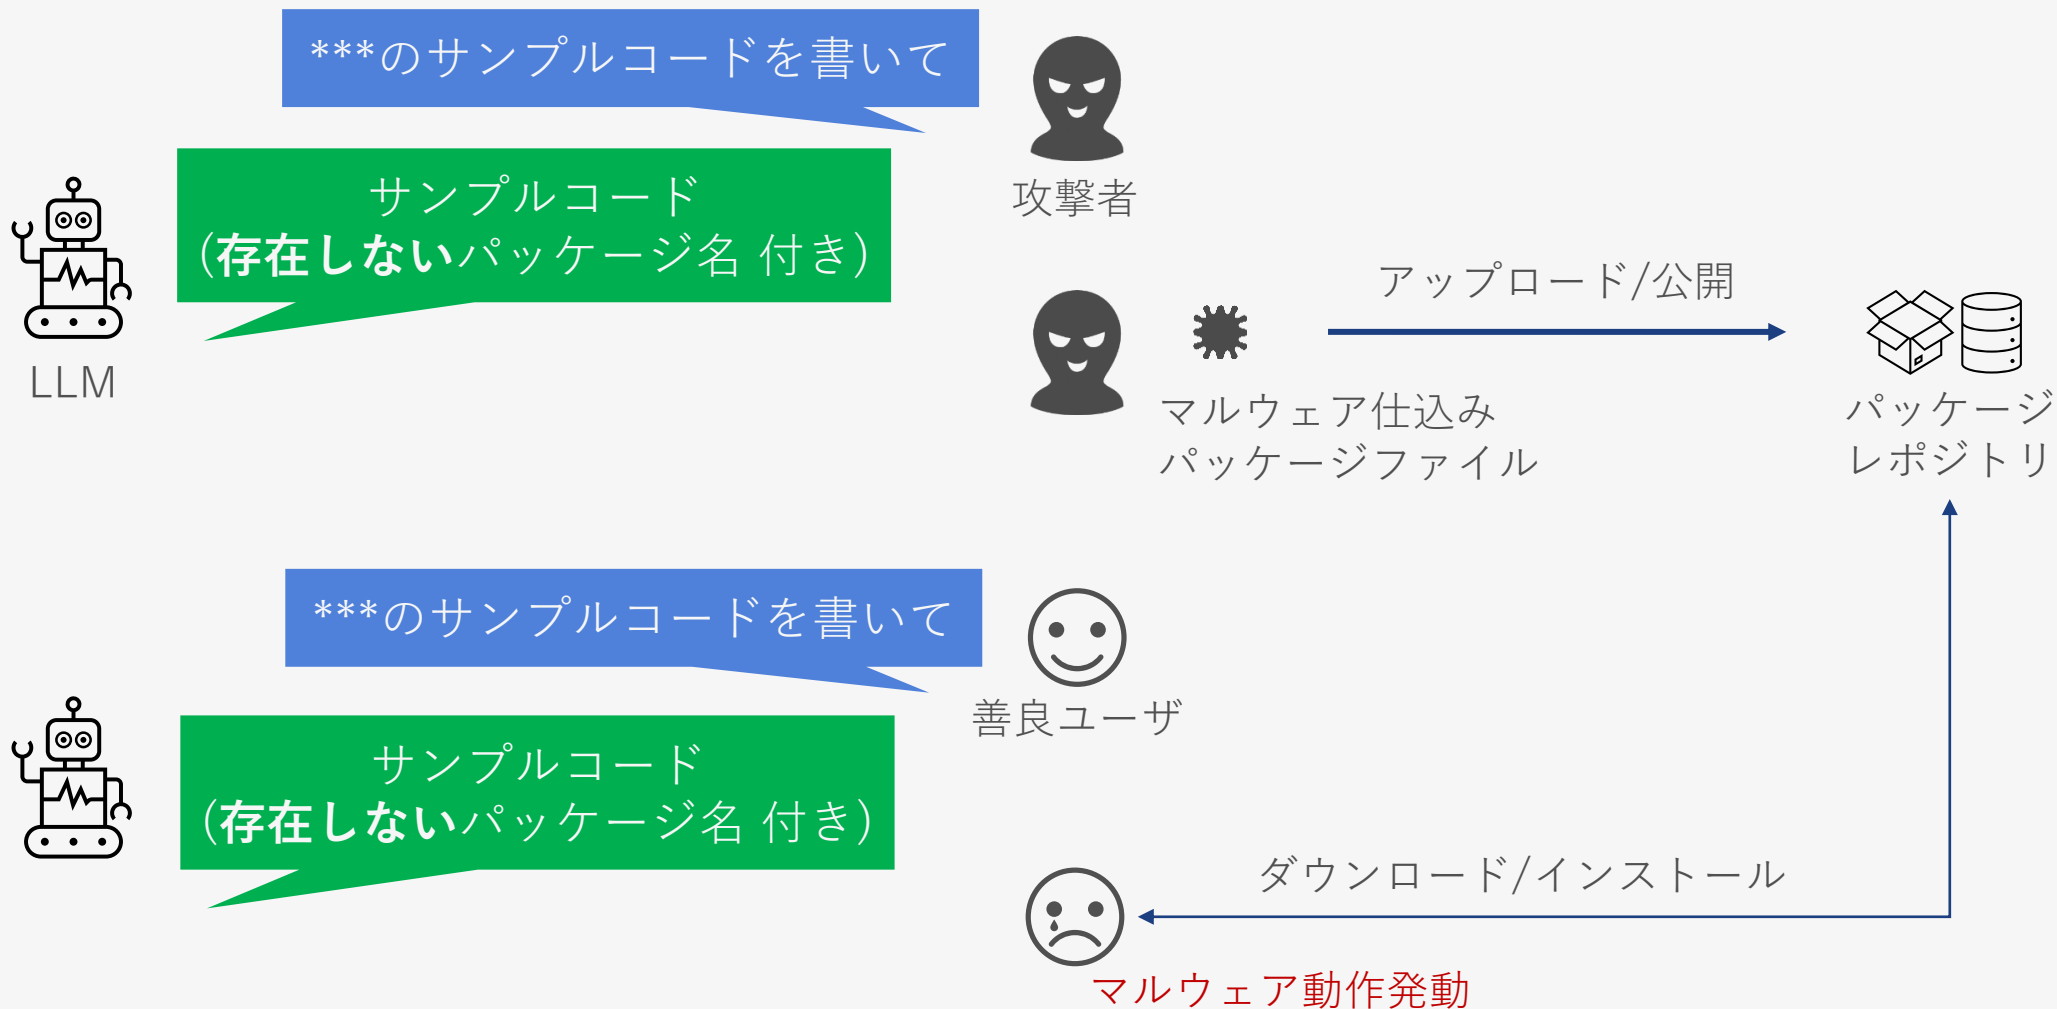 ***のサンプルコードを書いて
攻撃者
サンプルコード
(存在しないパッケージ名 付き)
LLM
アップロード/公開
マルウェア仕込み
パッケージファイル
パッケージ
レポジトリ
***のサンプルコードを書いて
善良ユーザ
サンプルコード
(存在しないパッケージ名 付き)
ダウンロード/インストール
マルウェア動作発動